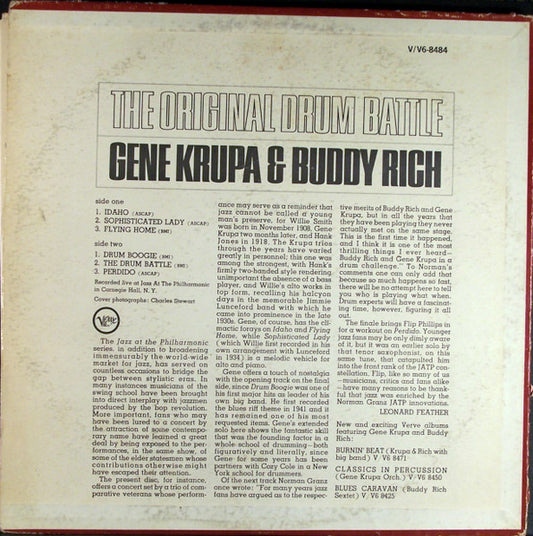 V/V6-8484
THE ORIGINAL DRUM BATTLE
GENE KRUPA & BUDDY RICH
side one
1. IDAHO (ASCAP)
2. SOPHISTICATED LADY (ASCAP)
3. FLYING HOME (BMI)
side two
1. DRUM BOOGIE (BMI)
2. THE DRUM BATTLE (BMI)
3. PERDIDO (ASCAP)
Recorded live at Jazz At The Philharmonic
in Carnegie Hall, N.Y.
Cover photographs: Charles Stewart
Verve
The Jazz at the Philharmonic
series, in addition to broadening
immeasurably the world-wide
market for jazz, has served on
countless occasions to bridge the
gap between stylistic eras. In
many instances musicians of the
swing school have been brought
into direct interplay with jazzmen
produced by the bop revolution.
More important, fans who may
have been lured to a concert by
the attraction of some contempo-
rary name have learned a great
deal by being exposed to the per-
formances, in the same show, of
some of the elder statesmen whose
contributions otherwise might
have escaped their attention.
The present disc, for instance,
offers a concert set by a trio of com-
parative veterans whose perform-
ance may serve as a reminder that
jazz cannot be called a young
man's preserve, for Willie Smith
was born in November 1908, Gene
Krupa two months later, and Hank
Jones in 1918. The Krupa trios
through the years have varied
greatly in personnel; this one was
among the strongest, with Hank's
firmly two-handed style rendering
unimportant the absence of a bass
player, and Willie's alto works in
top form, recalling his halcyon
days in the memorable Jimmie
Lunceford band with which he
came into prominence in the late
1930s. Gene, of course, has the cli-
matic forays on Idaho and Flying
Home, while Sophisticated Lady
(which Willie first recorded in his
own arrangement with Lunceford
in 1934) is a melodic vehicle for
alto and piano.
Gene creates a touch of nostalgia
with the opening track on the final
side, since Drum Boogie was one of
his first major hits as leader of his
own big band. He first recorded
the blues riff theme in 1941 and it
has remained one of his most
requested items. Gene's extended
solo here shows the fantastic skill
that was the founding factor in a
whole school of drumming—both
figuratively and literally, since
Gene for some years has been
partners with Cozy Cole in a New
York school for drummers.
Of the next track Norman Granz
once wrote: "For many years jazz
fans have argued as to the respec-
tive merits of Buddy Rich and Gene
Krupa, but in all the years that
they have been playing they never
actually met on the same stage.
This is the first time it happened,
and I think it is one of the most
thrilling things I ever heard—
Buddy Rich and Gene Krupa in a
drum challenge." To Norman's
comment one can only add that
because so much happens so fast,
there will be no attempt here to tell
you who is playing what when.
Drum experts will have a fascinat-
ing time, however, figuring it all
out.
The finale brings Flip Phillips in
for a workout on Perdido. Younger
jazz fans may be only dimly aware
of it, but it was an earlier solo by
that tenor saxophonist, on this
same tune, that catapulted him
into the front rank of the JATP con-
stellation. Flip, like so many of us
—musicians, critics and fans alike
—have many reasons to be thank-
ful that jazz was enriched by the
Norman Granz JATP innovations.
LEONARD FEATHER
New and exciting Verve albums
featuring Gene Krupa and Buddy
Rich:
BURNIN' BEAT (Krupa & Rich with
big band) V/V6 8471
CLASSICS IN PERCUSSION
(Gene Krupa Orch.) V/V6 8450
BLUES CARAVAN (Buddy Rich
Sextet) V/V6 8425